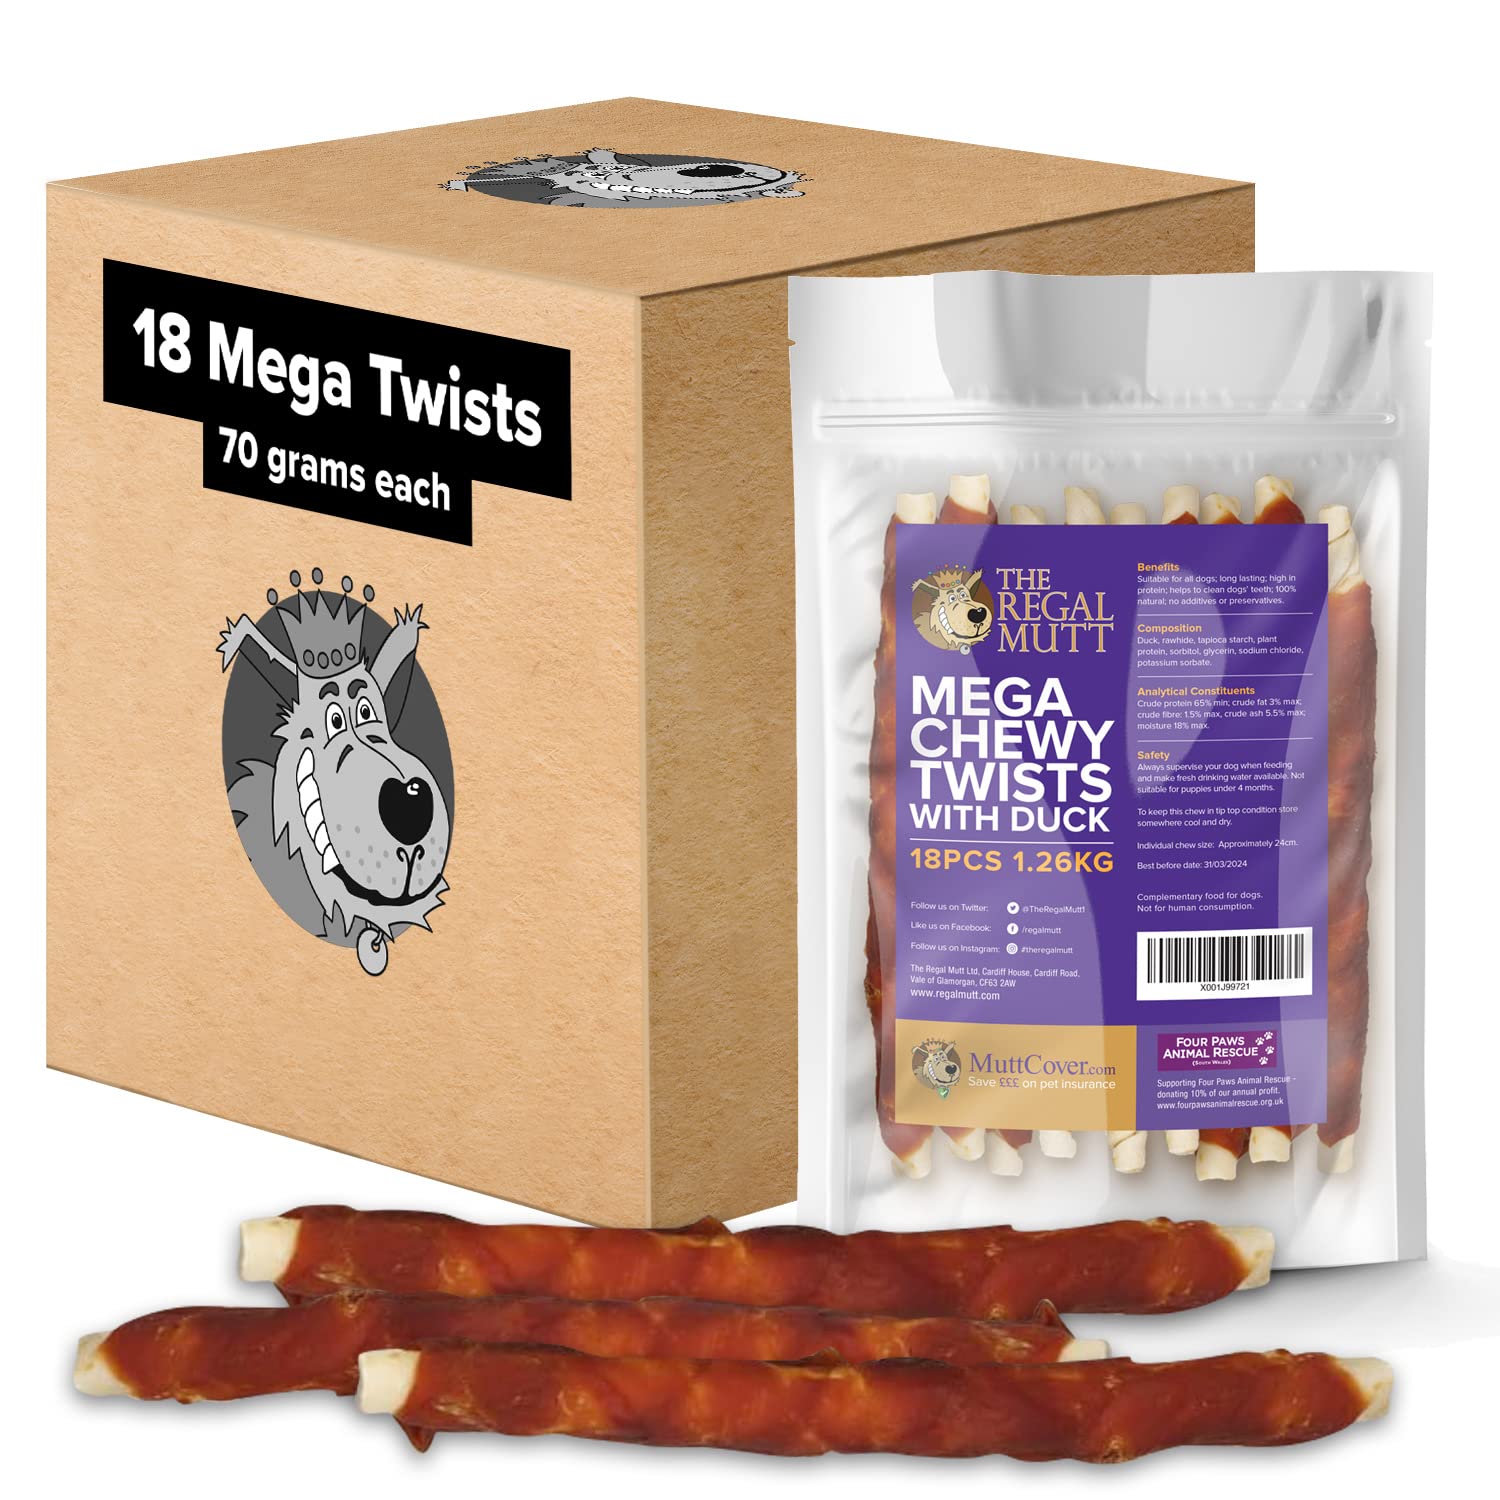 18 Mega Twists
70 grams each
THE
REGAL
MUTT
MEGA
CHEWY
TWISTS
WITH DUCK
18PCS 1.26KG
Follow us on Twitter: @TheRegalMutt1
Like us on Facebook: /regalmutt
Follow us on Instagram: #theregalmutt
The Regal Mutt Ltd, Cardiff House, Cardiff Road,
Vale of Glamorgan, CF63 2AW
www.regalmutt.com
Benefits
Suitable for all dogs; long lasting; high in
protein; helps to clean dogs' teeth; 100%
natural; no additives or preservatives.
Composition
Duck, rawhide, tapioca starch, plant
protein, sorbitol, glycerin, sodium chloride,
potassium sorbate.
Analytical Constituents
Crude protein 65% min; crude fat 3% max;
crude fibre: 1.5% max, crude ash 5.5% max;
moisture 18% max.
Safety
Always supervise your dog when feeding
and make fresh drinking water available. Not
suitable for puppies under 4 months.
To keep this chew in tip top condition store
somewhere cool and dry.
Individual chew size: Approximately 24cm.
Best before date: 31/03/2024
Complementary food for dogs.
Not for human consumption.
X001J99721
MuttCover.com
Save £££ on pet insurance
FOUR PAWS
ANIMAL RESCUE
(SOUTH WALES)
Supporting Four Paws Animal Rescue -
donating 10% of our annual profit.
www.fourpawsanimalrescue.org.uk